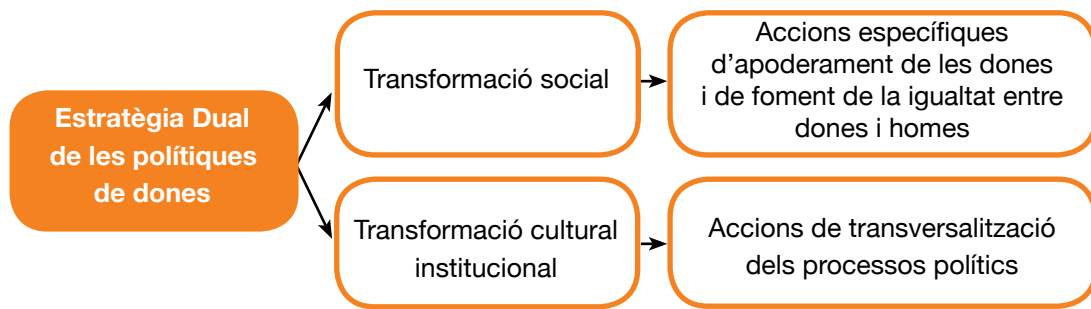 Estratègia Dual
de les polítiques
de dones
Transformació social
Accions específiques
d’apoderament de les dones
i de foment de la igualtat entre
dones i homes
Transformació cultural
institucional
Accions de transversalització
dels processos polítics